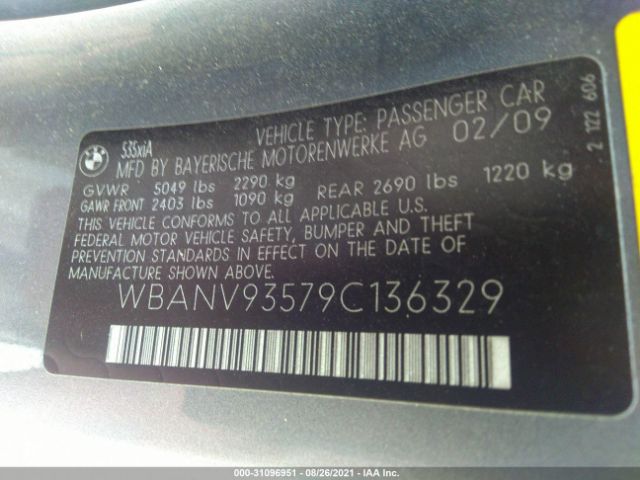 BMW
535xiA
VEHICLE TYPE: PASSENGER CAR
MFD BY BAYERISCHE MOTORENWERKE AG 02/09
GVWR 5049 lbs 2290 kg
GAWR FRONT 2403 lbs 1090 kg REAR 2690 lbs 1220 kg
THIS VEHICLE CONFORMS TO ALL APPLICABLE U.S.
FEDERAL MOTOR VEHICLE SAFETY, BUMPER AND THEFT
PREVENTION STANDARDS IN EFFECT ON THE DATE OF
MANUFACTURE SHOWN ABOVE.
WBANV93579C136329
2 122 606
000-31096951 - 08/26/2021 - IAA Inc.